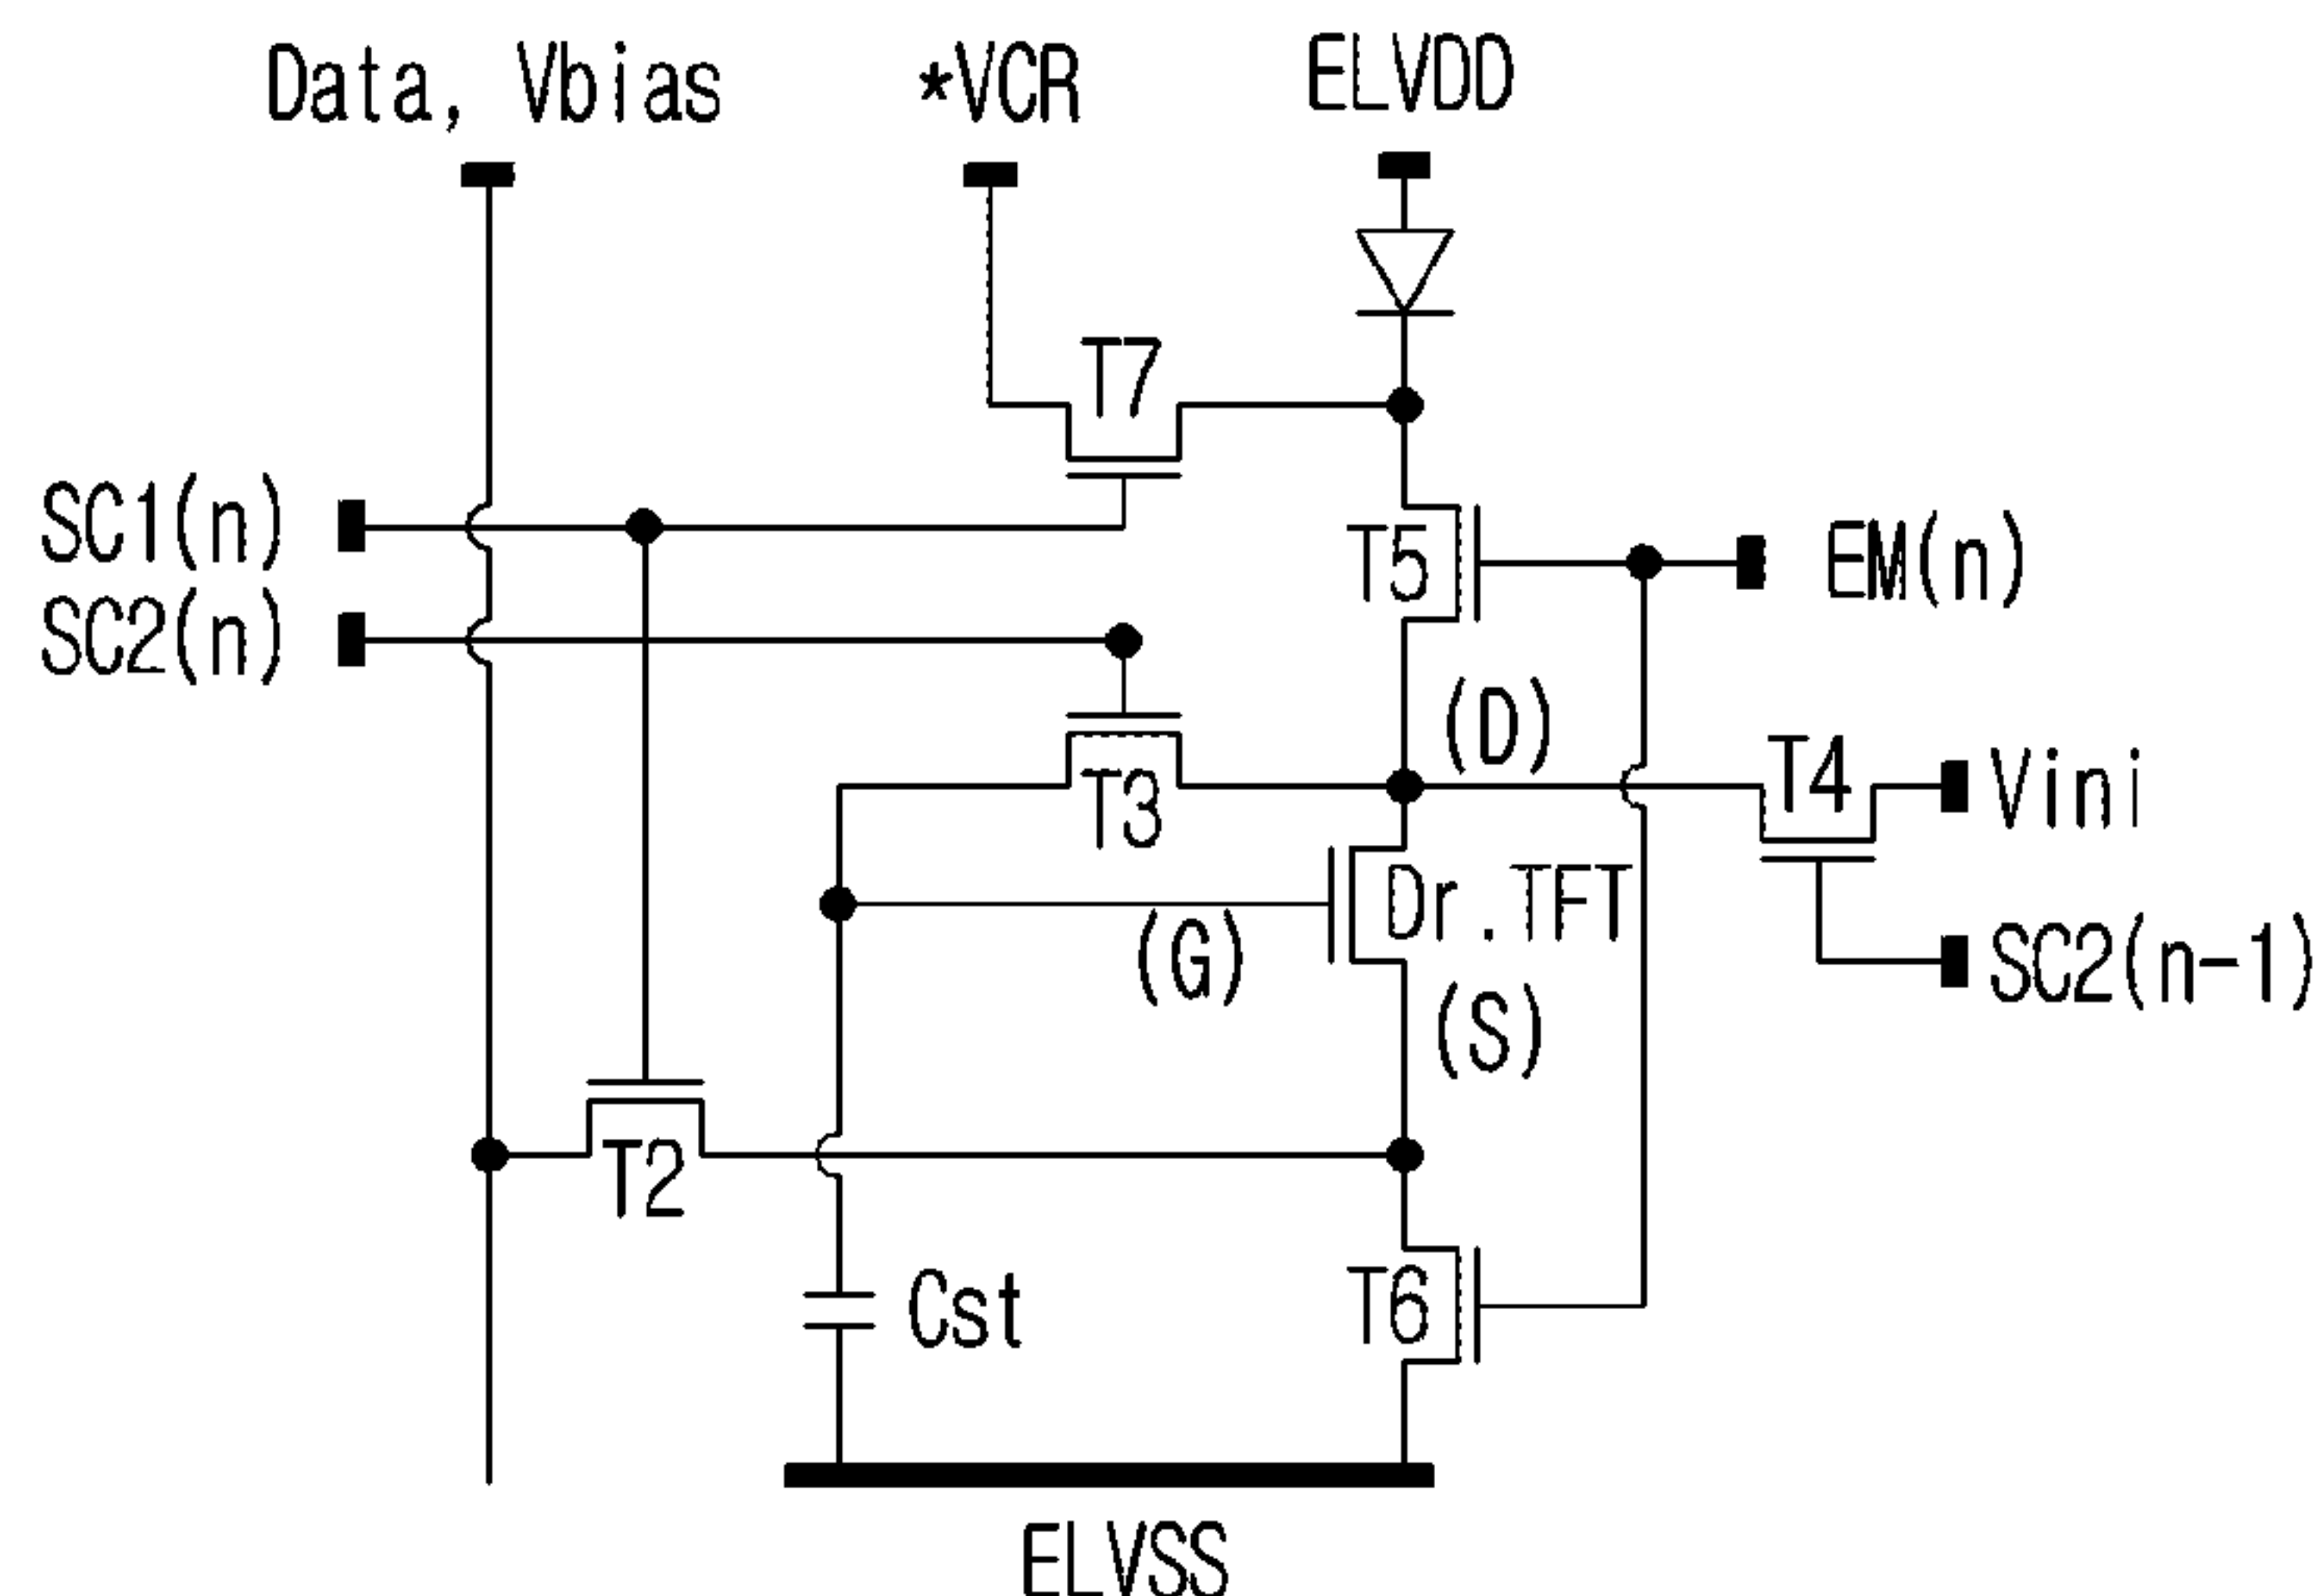 Data, Vbias
*VCR
ELVDD
T7
SC1(n)
T5
EM(n)
SC2(n)
(D)
T3
T4
Vini
Dr.TFT
(G)
SC2(n-1)
(S)
T2
Cst
T6
ELVSS